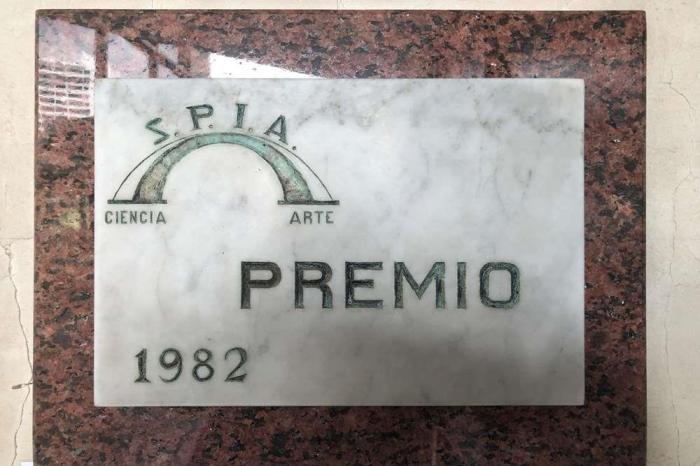 S.P.I.A.
CIENCIA ARTE
PREMIO
1982